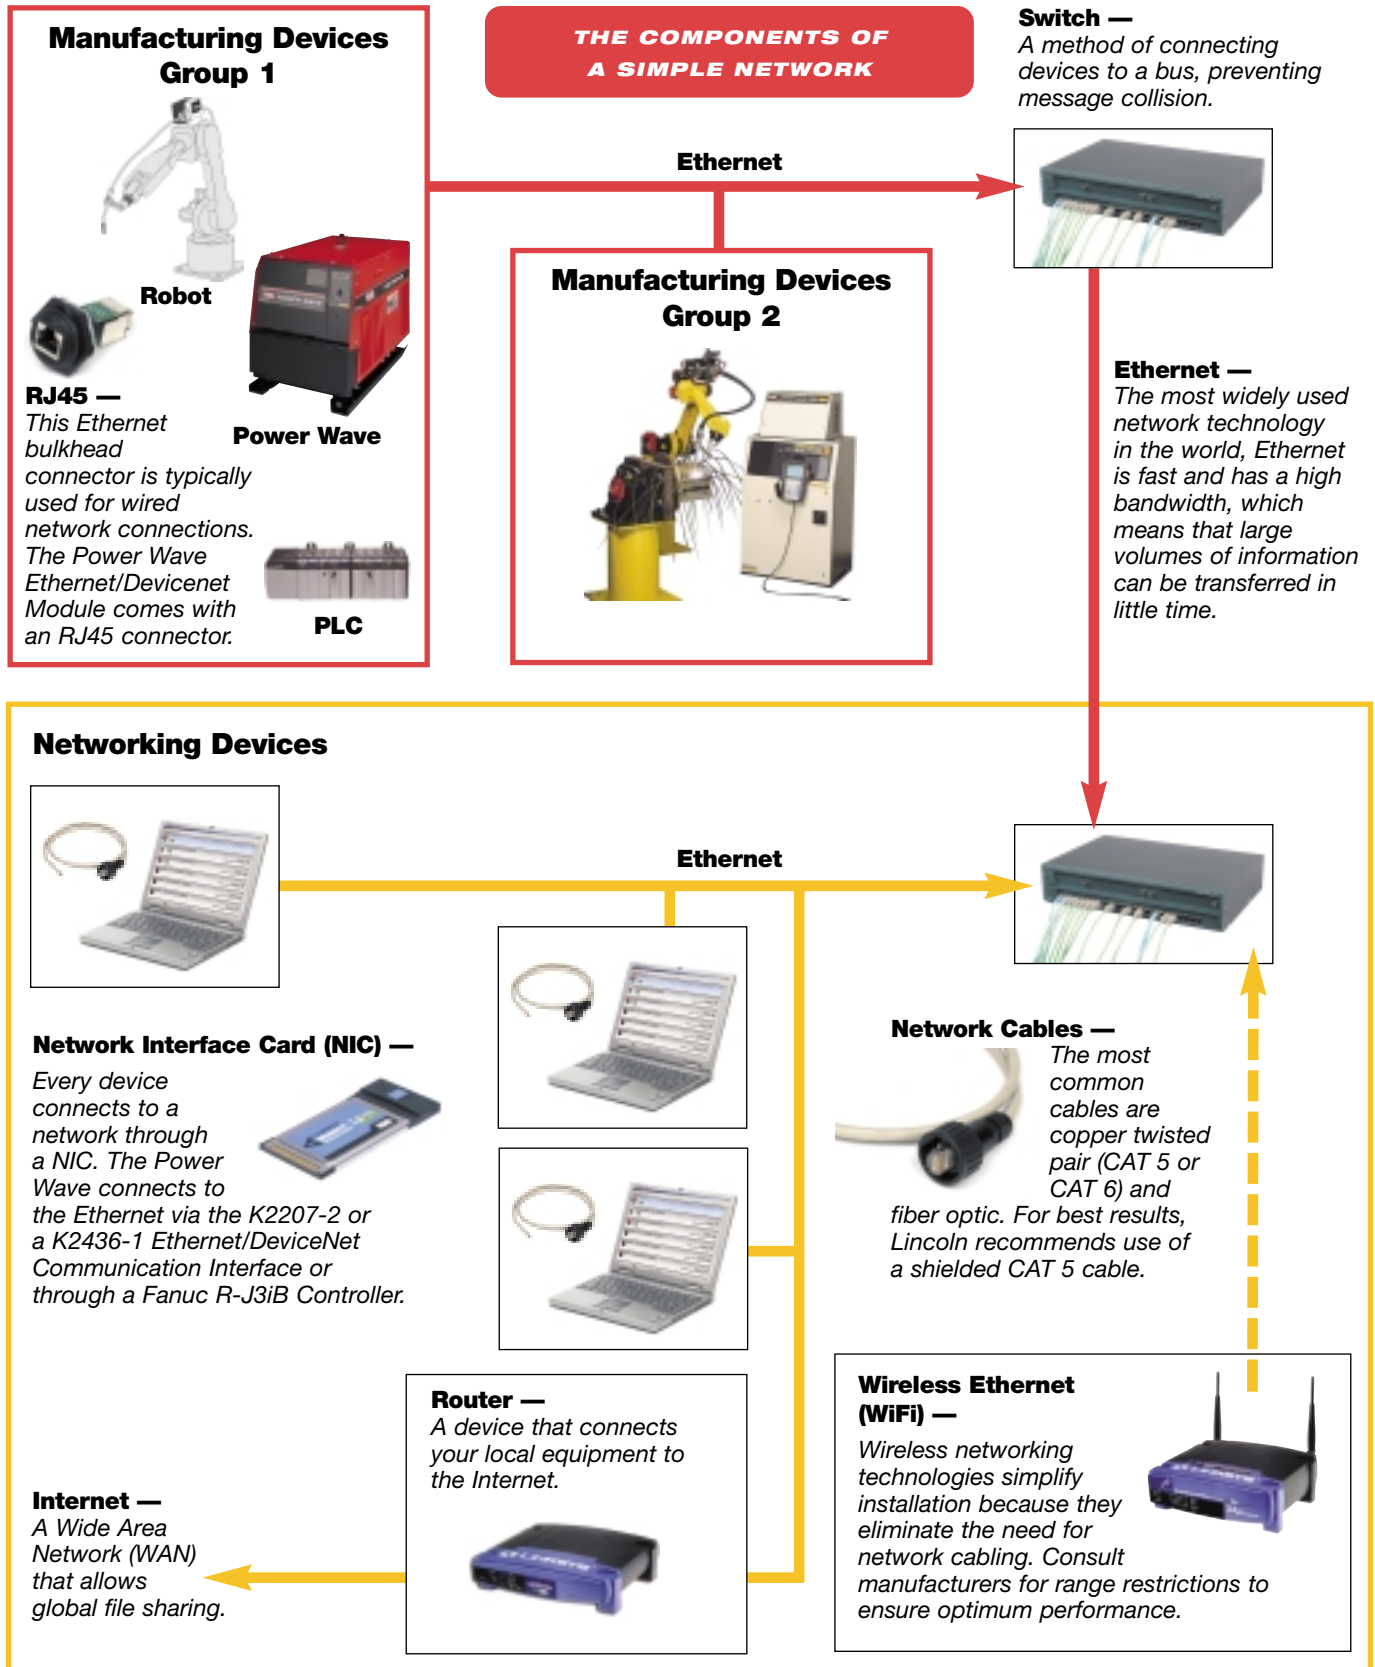 Manufacturing Devices
Group 1
Robot
RJ45 —
This Ethernet
bulkhead
connector is typically
used for wired
network connections.
The Power Wave
Ethernet/Devicenet
Module comes with
an RJ45 connector.
Power Wave
PLC
THE COMPONENTS OF
A SIMPLE NETWORK
Ethernet
Manufacturing Devices
Group 2
Switch —
A method of connecting
devices to a bus, preventing
message collision.
Ethernet —
The most widely used
network technology
in the world, Ethernet
is fast and has a high
bandwidth, which
means that large
volumes of information
can be transferred in
little time.
Networking Devices
Ethernet
Network Interface Card (NIC) —
Every device
connects to a
network through
a NIC. The Power
Wave connects to
the Ethernet via the K2207-2 or
a K2436-1 Ethernet/DeviceNet
Communication Interface or
through a Fanuc R-J3iB Controller.
Network Cables —
The most
common
cables are
copper twisted
pair (CAT 5 or
CAT 6) and
fiber optic. For best results,
Lincoln recommends use of
a shielded CAT 5 cable.
Router —
A device that connects
your local equipment to
the Internet.
Internet —
A Wide Area
Network (WAN)
that allows
global file sharing.
Wireless Ethernet
(WiFi) —
Wireless networking
technologies simplify
installation because they
eliminate the need for
network cabling. Consult
manufacturers for range restrictions to
ensure optimum performance.